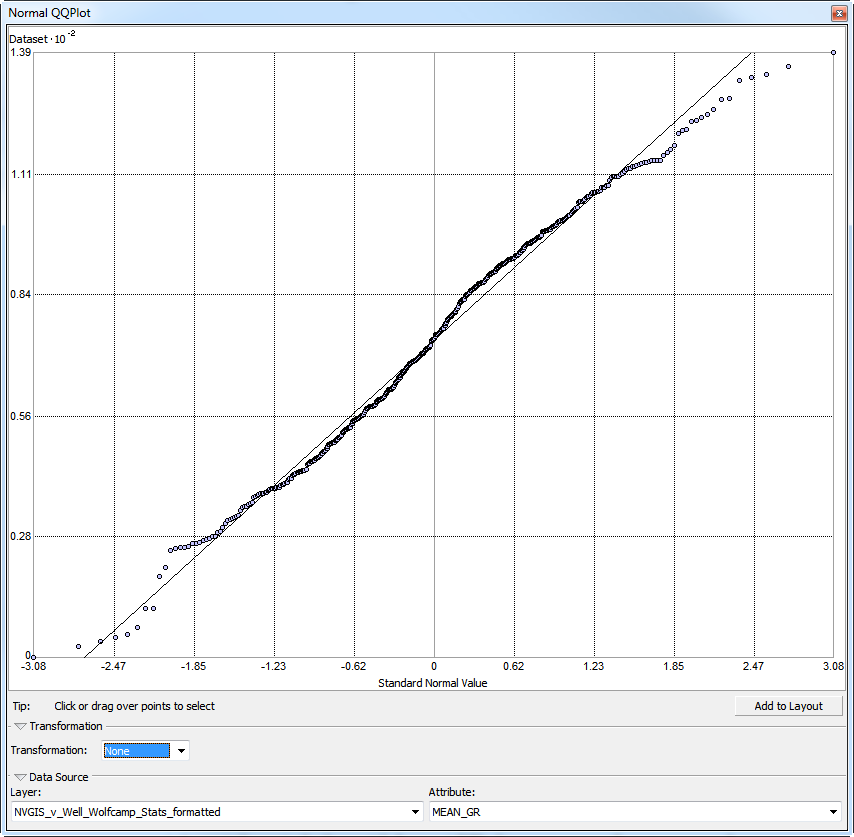 Normal QQPlot
Dataset · 10 -2
1.39
1.11
0.84
0.56
0.28
0
-3.08 -2.47 -1.85 -1.23 -0.62 0 0.62 1.23 1.85 2.47 3.08
Standard Normal Value
Tip: Click or drag over points to select Add to Layout
Transformation
Transformation: None
Data Source
Layer: Attribute:
NVGIS_v_Well_Wolfcamp_Stats_formatted MEAN_GR